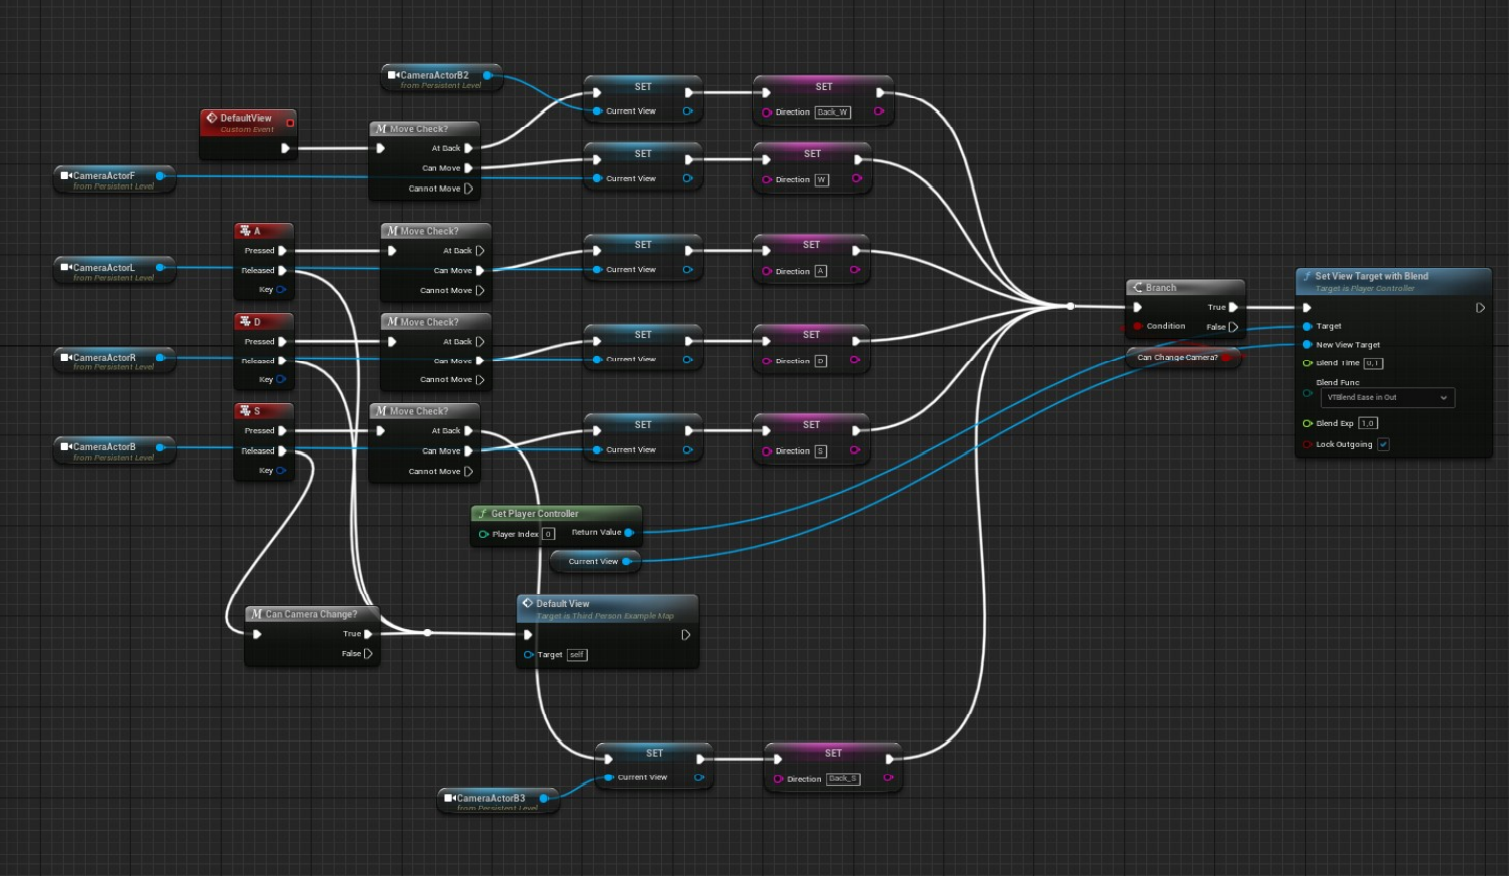 CameraActorB2
from Persistent Level
SET
Current View
SET
Direction Back_W
DefaultView
Custom Event
Move Check?
At Back
Can Move
Cannot Move
SET
Current View
SET
Direction W
CameraActorF
from Persistent Level
A
Pressed
Released
Key
Move Check?
At Back
Can Move
Cannot Move
SET
Current View
SET
Direction A
CameraActorL
from Persistent Level
D
Pressed
Released
Key
Move Check?
At Back
Can Move
Cannot Move
SET
Current View
SET
Direction D
CameraActorR
from Persistent Level
S
Pressed
Released
Key
Move Check?
At Back
Can Move
Cannot Move
SET
Current View
SET
Direction S
CameraActorB
from Persistent Level
Branch
True
Condition False
Can Change Camera?
Set View Target with Blend
Target is Player Controller
Target
New View Target
Blend Time 0,1
Blend Func
VTBlend Ease in Out
Blend Exp 1,0
Lock Outgoing
Get Player Controller
Player Index 0 Return Value
Current View
Can Camera Change?
True
False
Default View
Target is Third Person Example Map
Target self
SET
Current View
SET
Direction Back_S
CameraActorB3
from Persistent Level